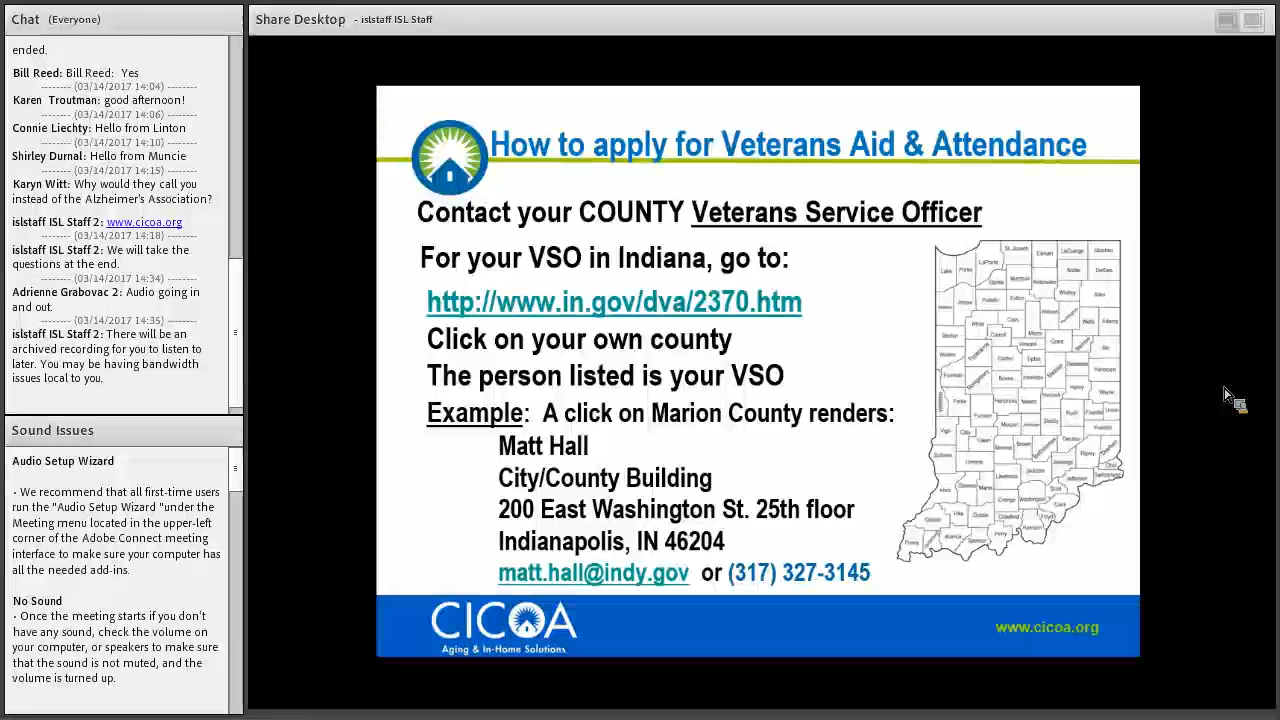 Chat (Everyone)
ended.
Bill Reed: Bill Reed: Yes
-------- (03/14/2017 14:04) --------
Karen Troutman: good afternoon!
-------- (03/14/2017 14:06) --------
Connie Liechty: Hello from Linton
-------- (03/14/2017 14:10) --------
Shirley Durnal: Hello from Muncie
-------- (03/14/2017 14:15) --------
Karyn Witt: Why would they call you
instead of the Alzheimer's Association?
islstaff ISL Staff 2: www.cicoa.org
-------- (03/14/2017 14:18) --------
islstaff ISL Staff 2: We will take the
questions at the end.
-------- (03/14/2017 14:34) --------
Adrienne Grabovac 2: Audio going in
and out.
-------- (03/14/2017 14:35) --------
islstaff ISL Staff 2: There will be an
archived recording for you to listen to
later. You may be having bandwidth
issues local to you.
Sound Issues
Audio Setup Wizard
• We recommend that all first-time users
run the "Audio Setup Wizard "under the
Meeting menu located in the upper-left
corner of the Adobe Connect meeting
interface to make sure your computer has
all the needed add-ins.
No Sound
• Once the meeting starts if you don't
have any sound, check the volume on
your computer, or speakers to make sure
that the sound is not muted, and the
volume is turned up.
Share Desktop - islstaff ISL Staff
How to apply for Veterans Aid & Attendance
Contact your COUNTY Veterans Service Officer
For your VSO in Indiana, go to:
http://www.in.gov/dva/2370.htm
Click on your own county
The person listed is your VSO
Example: A click on Marion County renders:
Matt Hall
City/County Building
200 East Washington St. 25th floor
Indianapolis, IN 46204
matt.hall@indy.gov or (317) 327-3145
CICOA
Aging & In-Home Solutions
www.cicoa.org